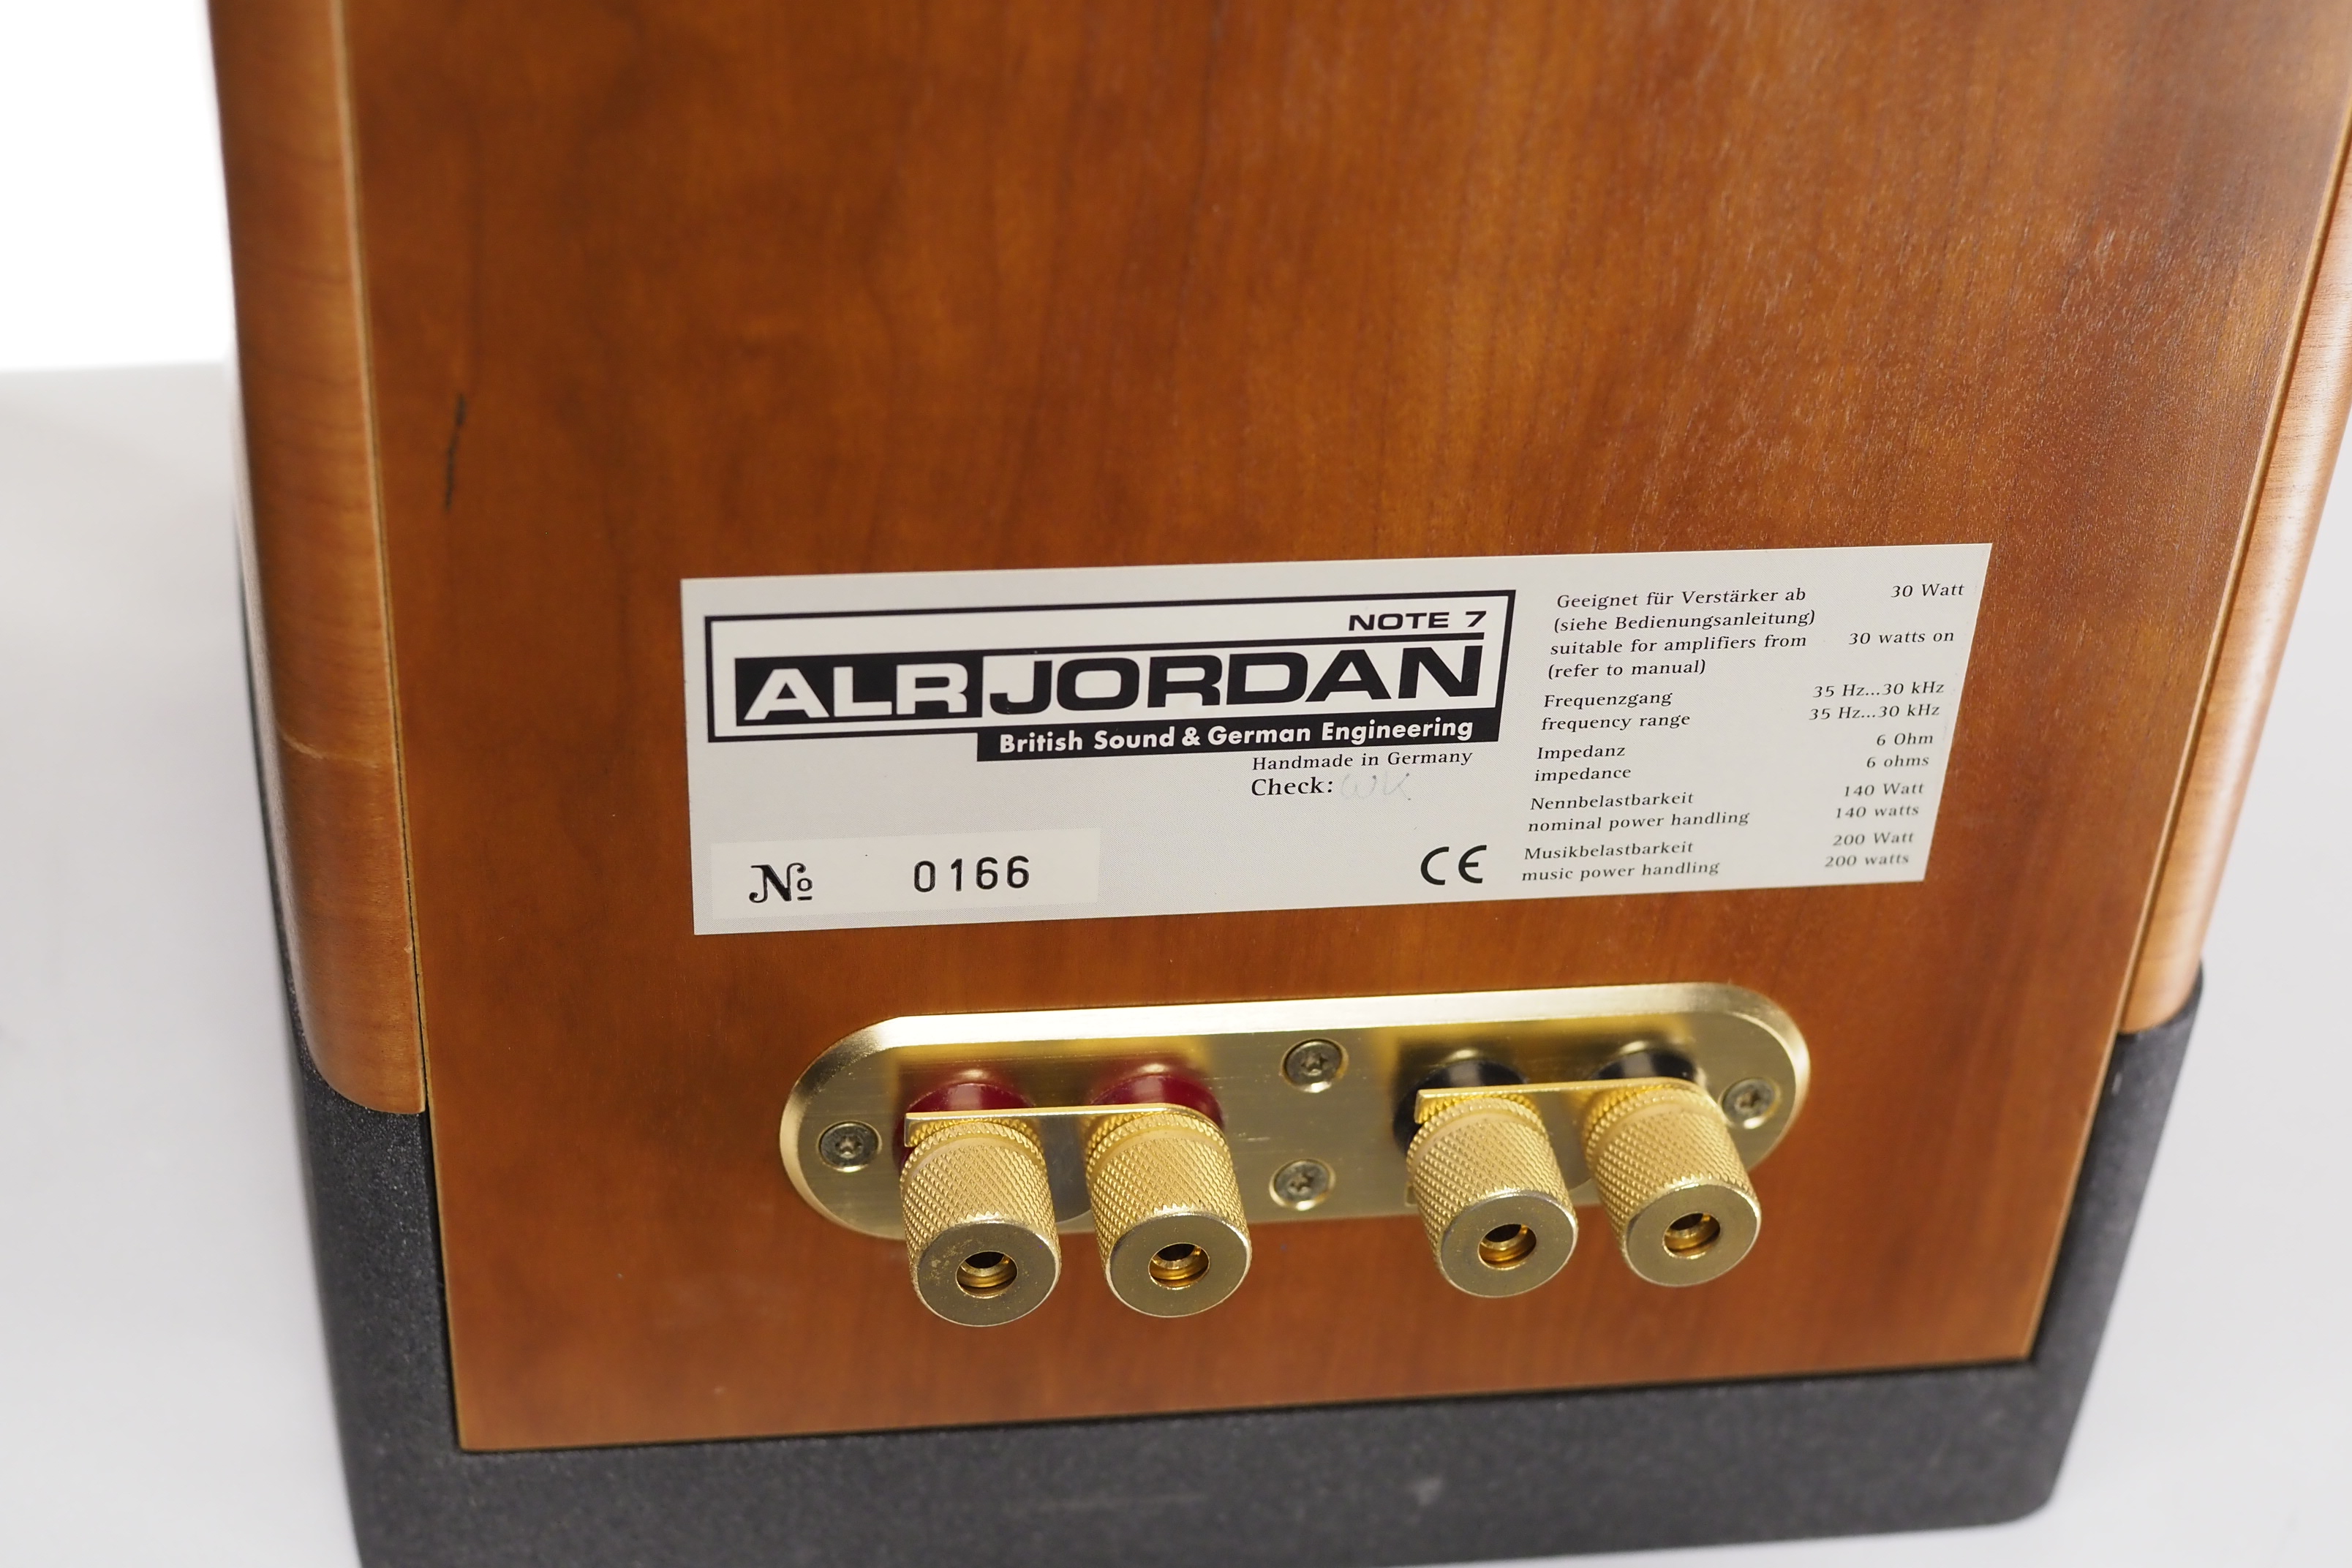 NOTE 7
ALR JORDAN
British Sound & German Engineering
Handmade in Germany
Check:
№ 0166
CE
Geeignet für Verstärker ab 30 Watt
(siehe Bedienungsanleitung)
suitable for amplifiers from 30 watts on
(refer to manual)
Frequenzgang 35 Hz...30 kHz
frequency range 35 Hz...30 kHz
Impedanz 6 Ohm
impedance 6 ohms
Nennbelastbarkeit 140 Watt
nominal power handling 140 watts
Musikbelastbarkeit 200 Watt
music power handling 200 watts